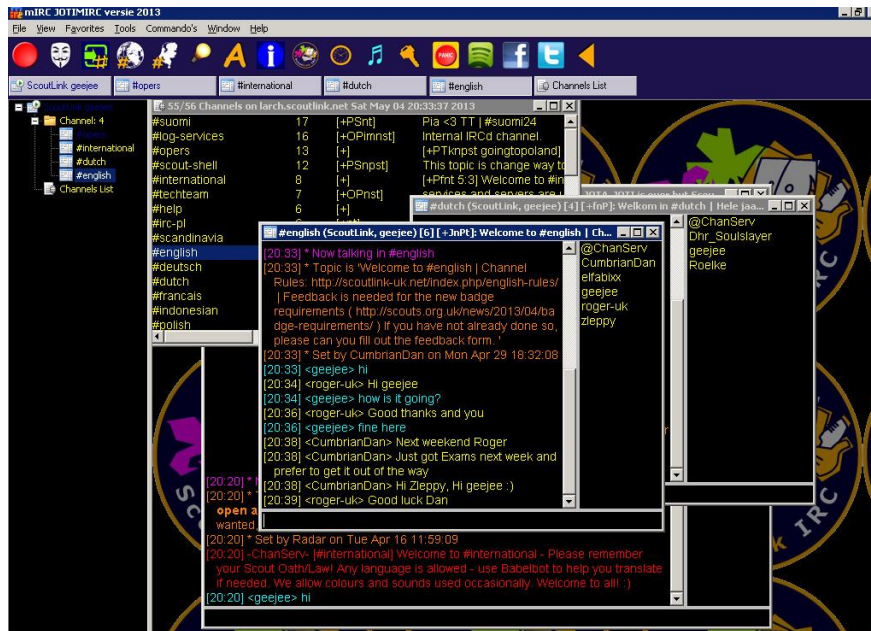 mIRC JOTIMIRC versie 2013
File View Favorites Tools Commando's Window Help
PANIC
ScoutLink geejee #opers #international #dutch #english Channels List
Channel: 4
#international
#dutch
#english
Channels List
55/56 Channels on larch.scoutlink.net Sat May 04 20:33:37 2013
#suomi 17 [+PSnt] Pia <3 TT | #suomi24
#log-services 16 [+OPimnst] Internal IRCd channel.
#opers 13 [+] [+PTknpst goingtopoland]
#scout-shell 12 [+PSnpst] This topic is change way to
#international 8 [+] [+Pfnt 5:3] Welcome to #in
#techteam 7 [+OPnst] services and servers are
#help 6 [+]
#irc-pl
#scandinavia
#english
#deutsch
#dutch
#francais
#indonesian
#polish
#dutch (ScoutLink, geejee) [4] [+fnP]: Welkom in #dutch | Hele jaa...
@ChanServ
Dhr_Soulslayer
geejee
Roelke
#english (ScoutLink, geejee) [6] [+JnPt]: Welcome to #english | Ch...
[20:33] * Now talking in #english
[20:33] * Topic is 'Welcome to #english | Channel
Rules: http://scoutlink-uk.net/index.php/english-rules/
| Feedback is needed for the new badge
requirements ( http://scouts.org.uk/news/2013/04/ba
dge-requirements/ ) If you have not already done so,
please can you fill out the feedback form. '
[20:33] * Set by CumbrianDan on Mon Apr 29 18:32:08
[20:33] <geejee> hi
[20:34] <roger-uk> Hi geejee
[20:34] <geejee> how is it going?
[20:36] <roger-uk> Good thanks and you
[20:36] <geejee> fine here
[20:38] <CumbrianDan> Next weekend Roger
[20:38] <CumbrianDan> Just got Exams next week and
prefer to get it out of the way
[20:38] <CumbrianDan> Hi Zleppy, Hi geejee :)
[20:39] <roger-uk> Good luck Dan
@ChanServ
CumbrianDan
elfabixx
geejee
roger-uk
zleppy
[20:20] *
[20:20] *
open a
wanted
[20:20] * Set by Radar on Tue Apr 16 11:59:09
[20:20] -ChanServ- [#international] Welcome to #international - Please remember
your Scout Oath/Law! Any language is allowed - use Babelbot to help you translate
if needed. We allow colours and sounds used occasionally. Welcome to all! :)
[20:20] <geejee> hi